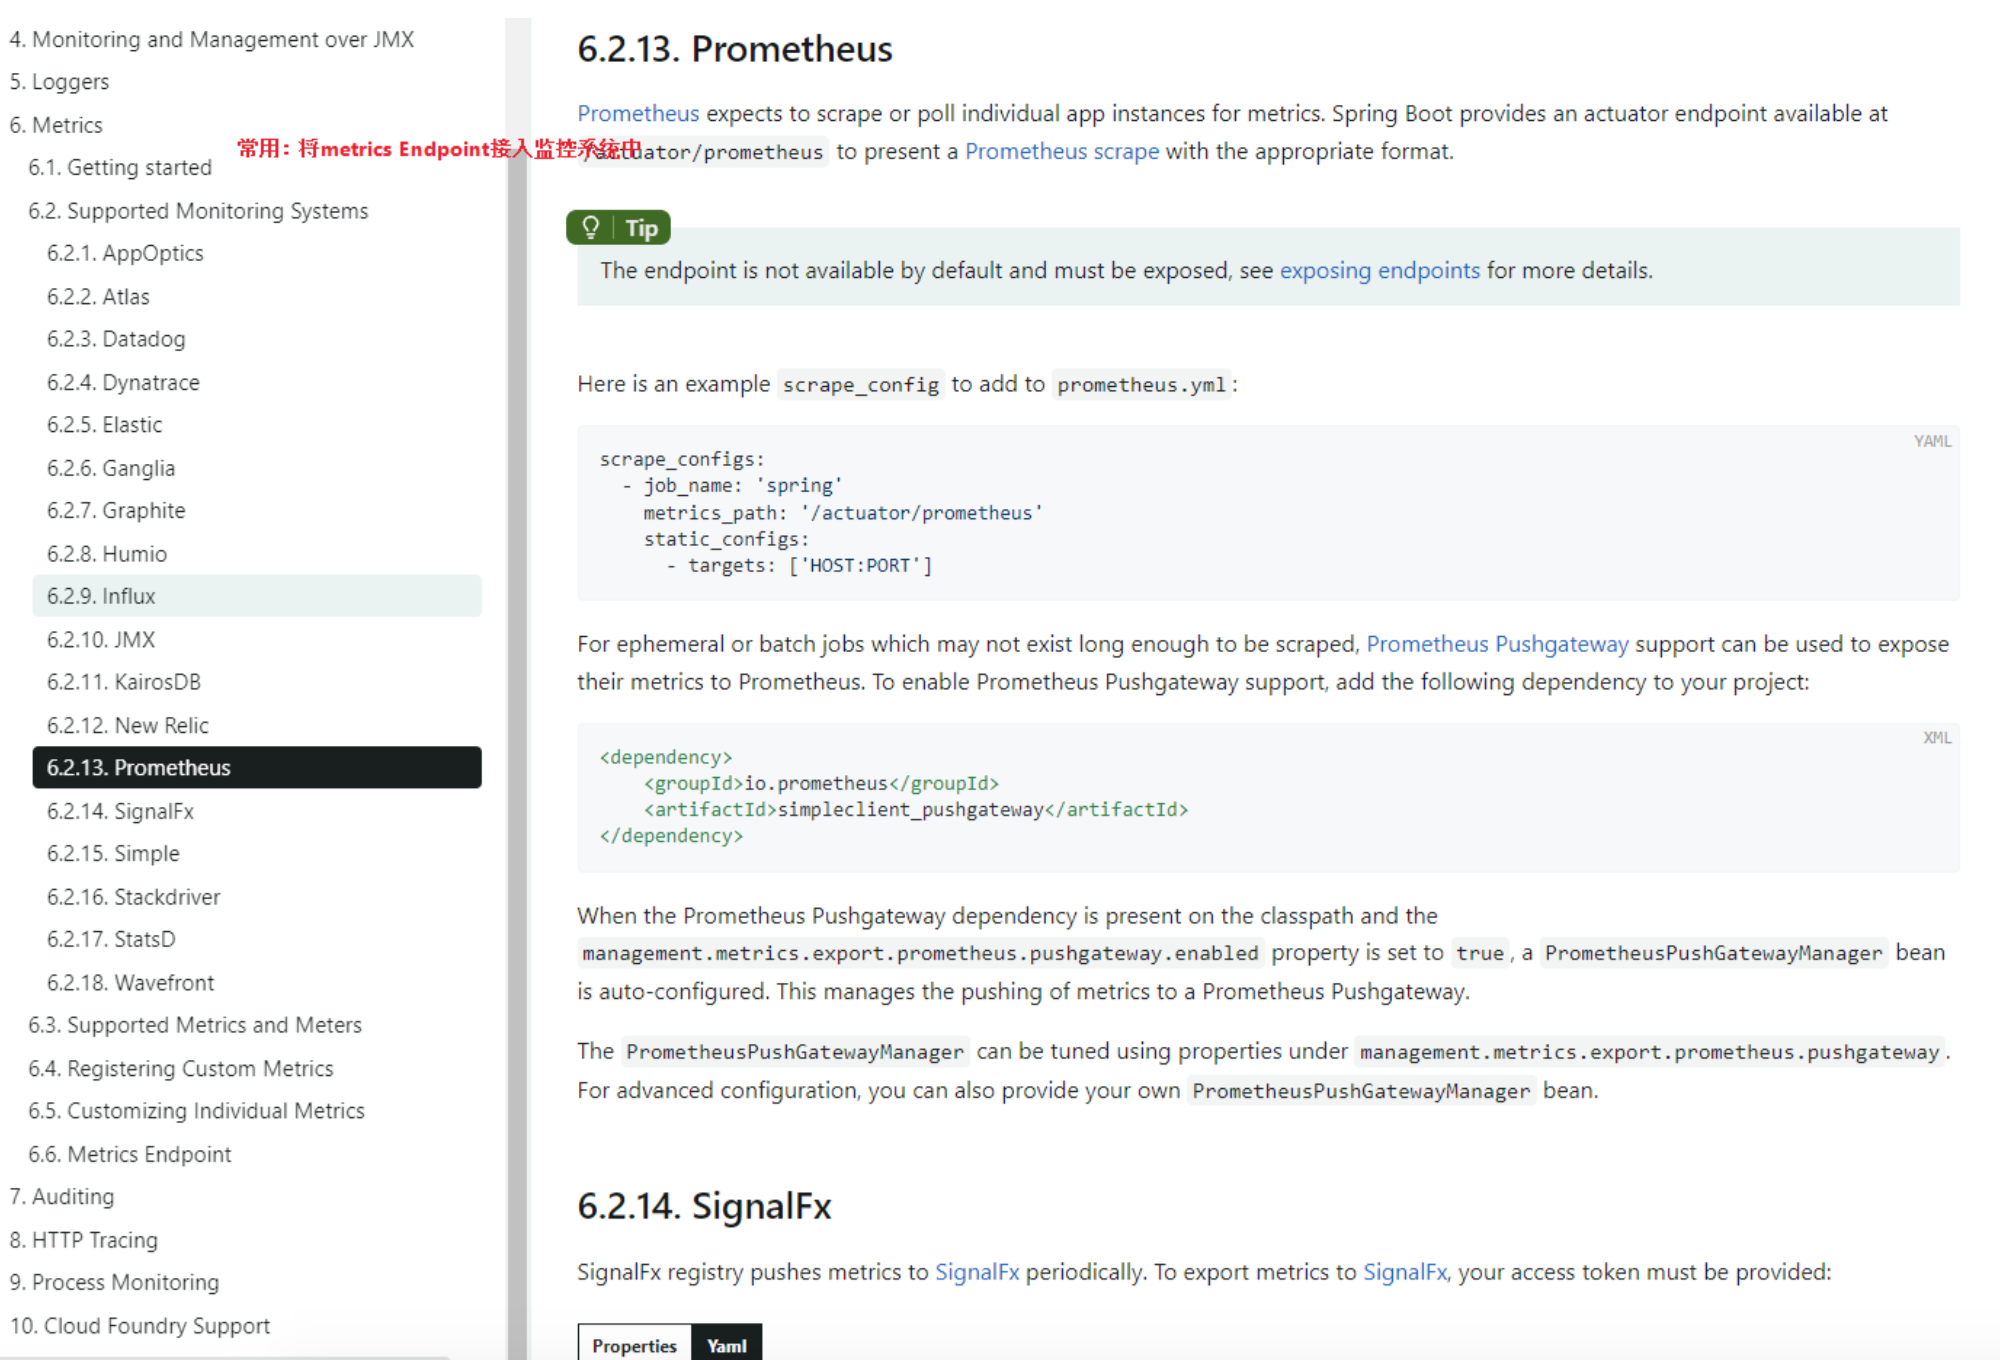 4. Monitoring and Management over JMX
5. Loggers
6. Metrics
常用：将metrics Endpoint接入监控系统中
6.1. Getting started
6.2. Supported Monitoring Systems
6.2.1. AppOptics
6.2.2. Atlas
6.2.3. Datadog
6.2.4. Dynatrace
6.2.5. Elastic
6.2.6. Ganglia
6.2.7. Graphite
6.2.8. Humio
6.2.9. Influx
6.2.10. JMX
6.2.11. KairosDB
6.2.12. New Relic
6.2.13. Prometheus
6.2.14. SignalFx
6.2.15. Simple
6.2.16. Stackdriver
6.2.17. StatsD
6.2.18. Wavefront
6.3. Supported Metrics and Meters
6.4. Registering Custom Metrics
6.5. Customizing Individual Metrics
6.6. Metrics Endpoint
7. Auditing
8. HTTP Tracing
9. Process Monitoring
10. Cloud Foundry Support
6.2.13. Prometheus
Prometheus expects to scrape or poll individual app instances for metrics. Spring Boot provides an actuator endpoint available at
/actuator/prometheus to present a Prometheus scrape with the appropriate format.
Tip
The endpoint is not available by default and must be exposed, see exposing endpoints for more details.
Here is an example scrape_config to add to prometheus.yml:
YAML
scrape_configs:
  - job_name: 'spring'
    metrics_path: '/actuator/prometheus'
    static_configs:
      - targets: ['HOST:PORT']
For ephemeral or batch jobs which may not exist long enough to be scraped, Prometheus Pushgateway support can be used to expose
their metrics to Prometheus. To enable Prometheus Pushgateway support, add the following dependency to your project:
XML
<dependency>
    <groupId>io.prometheus</groupId>
    <artifactId>simpleclient_pushgateway</artifactId>
</dependency>
When the Prometheus Pushgateway dependency is present on the classpath and the
management.metrics.export.prometheus.pushgateway.enabled property is set to true, a PrometheusPushGatewayManager bean
is auto-configured. This manages the pushing of metrics to a Prometheus Pushgateway.
The PrometheusPushGatewayManager can be tuned using properties under management.metrics.export.prometheus.pushgateway.
For advanced configuration, you can also provide your own PrometheusPushGatewayManager bean.
6.2.14. SignalFx
SignalFx registry pushes metrics to SignalFx periodically. To export metrics to SignalFx, your access token must be provided:
Properties Yaml